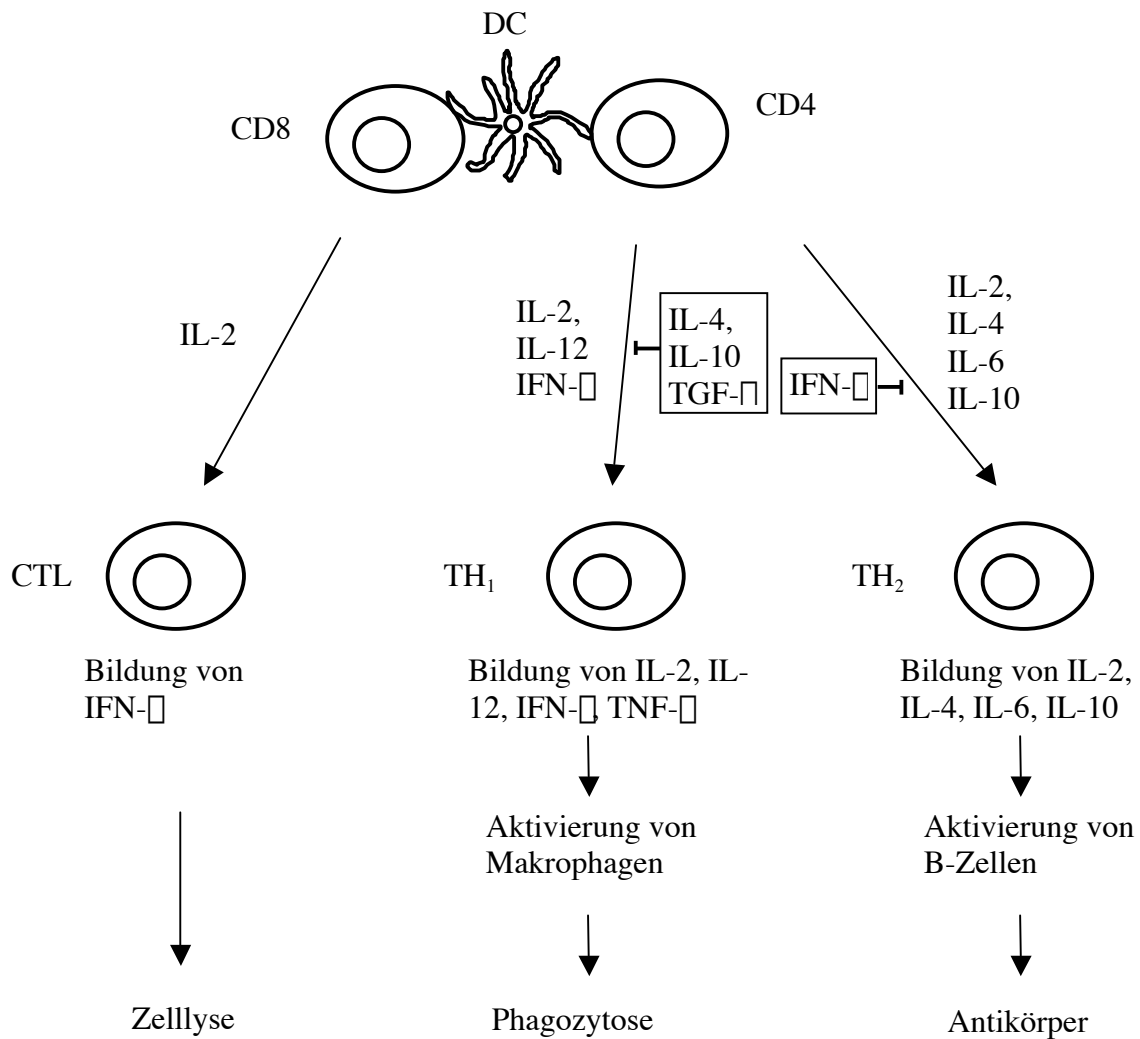 DC
CD8
CD4
IL-2
IL-2,
IL-12
IFN-▯
IL-4,
IL-10
TGF-▯
IFN-▯
IL-2,
IL-4
IL-6
IL-10
CTL
TH₁
TH₂
Bildung von
IFN-▯
Bildung von IL-2, IL-
12, IFN-▯, TNF-▯
Bildung von IL-2,
IL-4, IL-6, IL-10
Aktivierung von
Makrophagen
Aktivierung von
B-Zellen
Zelllyse
Phagozytose
Antikörper